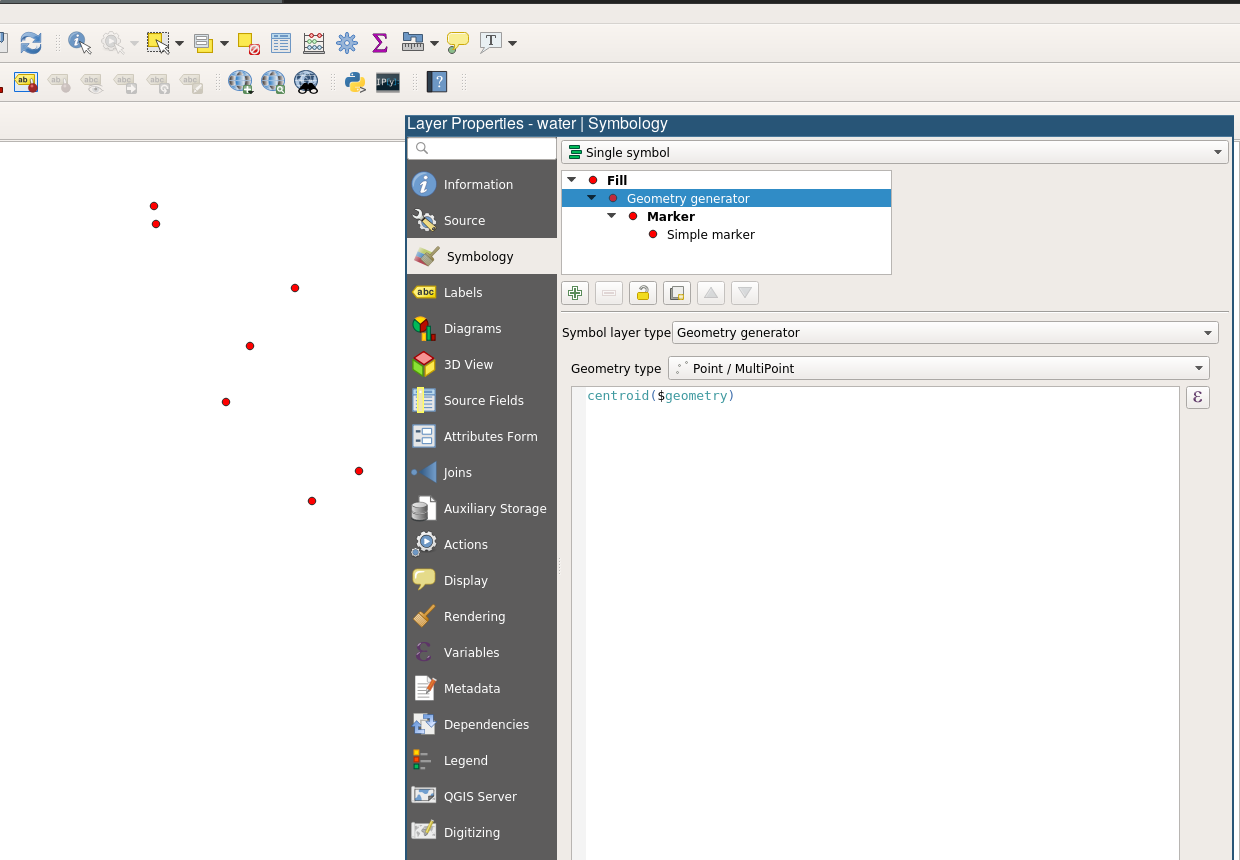 Layer Properties - water | Symbology
Single symbol
Information
Source
Symbology
Labels
Diagrams
3D View
Source Fields
Attributes Form
Joins
Auxiliary Storage
Actions
Display
Rendering
Variables
Metadata
Dependencies
Legend
QGIS Server
Digitizing
Fill
Geometry generator
Marker
Simple marker
Symbol layer type
Geometry generator
Geometry type
Point / MultiPoint
centroid($geometry)
ε